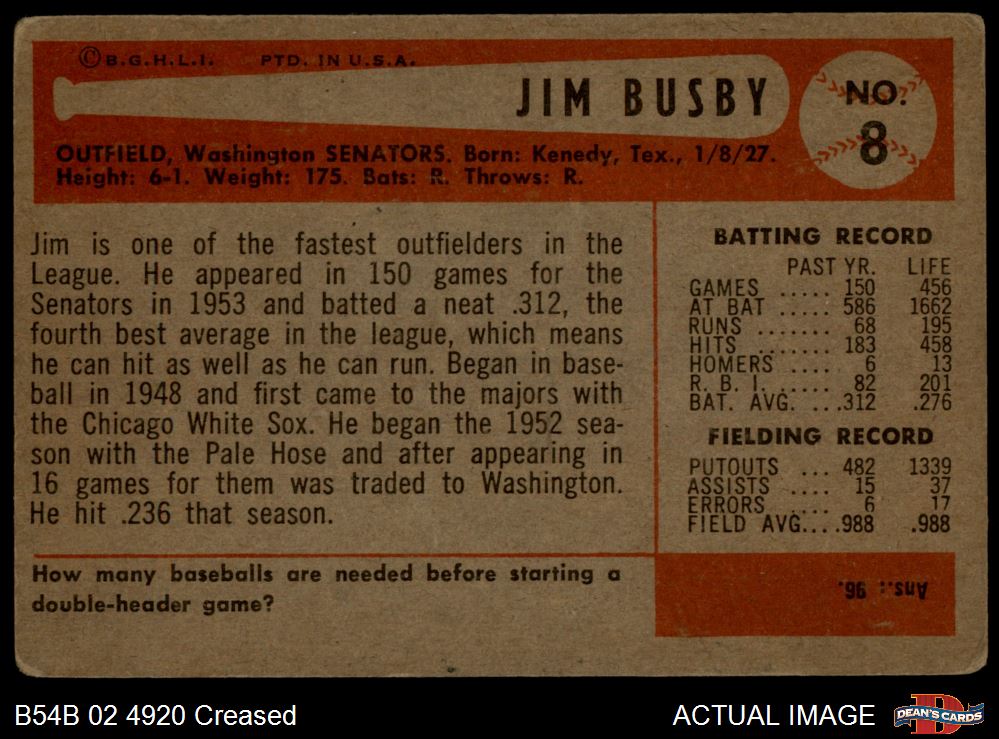 ©B.G.H.L.I. PTD. IN U.S.A.
JIM BUSBY
NO.
8
OUTFIELD, Washington SENATORS. Born: Kenedy, Tex., 1/8/27.
Height: 6-1. Weight: 175. Bats: R. Throws: R.
Jim is one of the fastest outfielders in the
League. He appeared in 150 games for the
Senators in 1953 and batted a neat .312, the
fourth best average in the league, which means
he can hit as well as he can run. Began in base-
ball in 1948 and first came to the majors with
the Chicago White Sox. He began the 1952 sea-
son with the Pale Hose and after appearing in
16 games for them was traded to Washington.
He hit .236 that season.
BATTING RECORD
PAST YR. LIFE
GAMES ..... 150 456
AT BAT ..... 586 1662
RUNS ....... 68 195
HITS ....... 183 458
HOMERS .... 6 13
R. B. I. ..... 82 201
BAT. AVG. ...312 .276
FIELDING RECORD
PUTOUTS ... 482 1339
ASSISTS .... 15 37
ERRORS .... 6 17
FIELD AVG....988 .988
How many baseballs are needed before starting a
double-header game?
Ans.: 96.
B54B 02 4920 Creased
ACTUAL IMAGE
DEAN'S CARDS